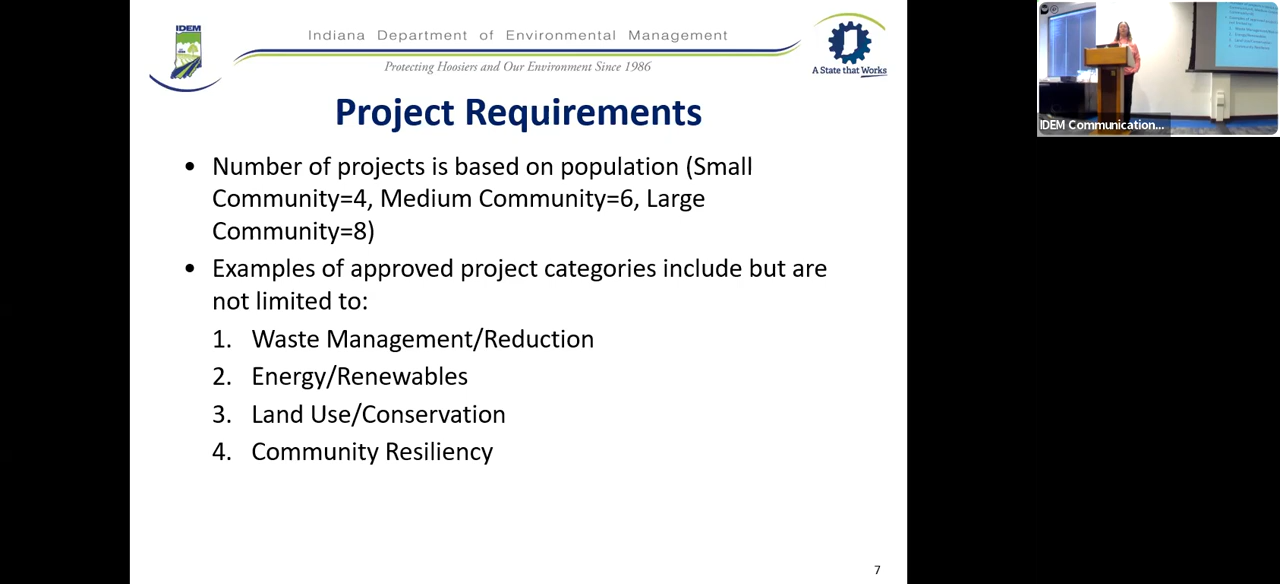 IDEM
Indiana Department of Environmental Management
Protecting Hoosiers and Our Environment Since 1986
A State that Works
Project Requirements
• Number of projects is based on population (Small
Community=4, Medium Community=6, Large
Community=8)
• Examples of approved project categories include but are
not limited to:
1. Waste Management/Reduction
2. Energy/Renewables
3. Land Use/Conservation
4. Community Resiliency
7
IDEM Communication...